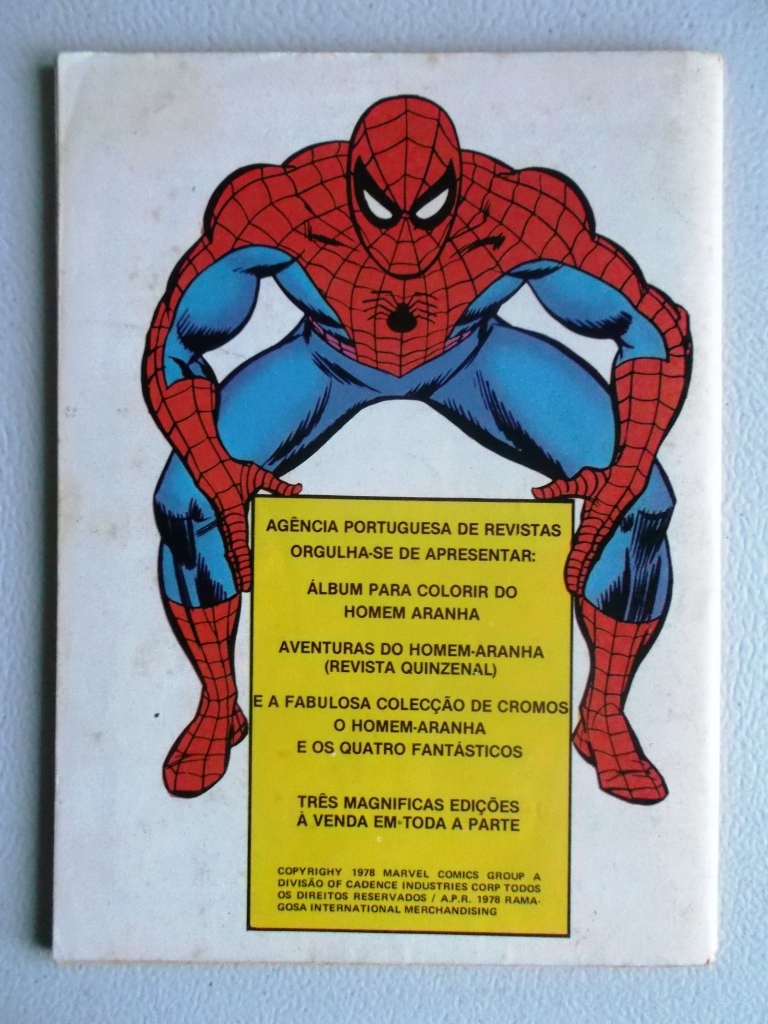 AGÊNCIA PORTUGUESA DE REVISTAS
ORGULHA-SE DE APRESENTAR:
ÁLBUM PARA COLORIR DO
HOMEM ARANHA
AVENTURAS DO HOMEM-ARANHA
(REVISTA QUINZENAL)
E A FABULOSA COLECÇÃO DE CROMOS
O HOMEM-ARANHA
E OS QUATRO FANTÁSTICOS
TRÊS MAGNIFICAS EDIÇÕES
À VENDA EM TODA A PARTE
COPYRIGHY 1978 MARVEL COMICS GROUP A
DIVISÃO OF CADENCE INDUSTRIES CORP TODOS
OS DIREITOS RESERVADOS / A.P.R. 1978 RAMA-
GOSA INTERNATIONAL MERCHANDISING